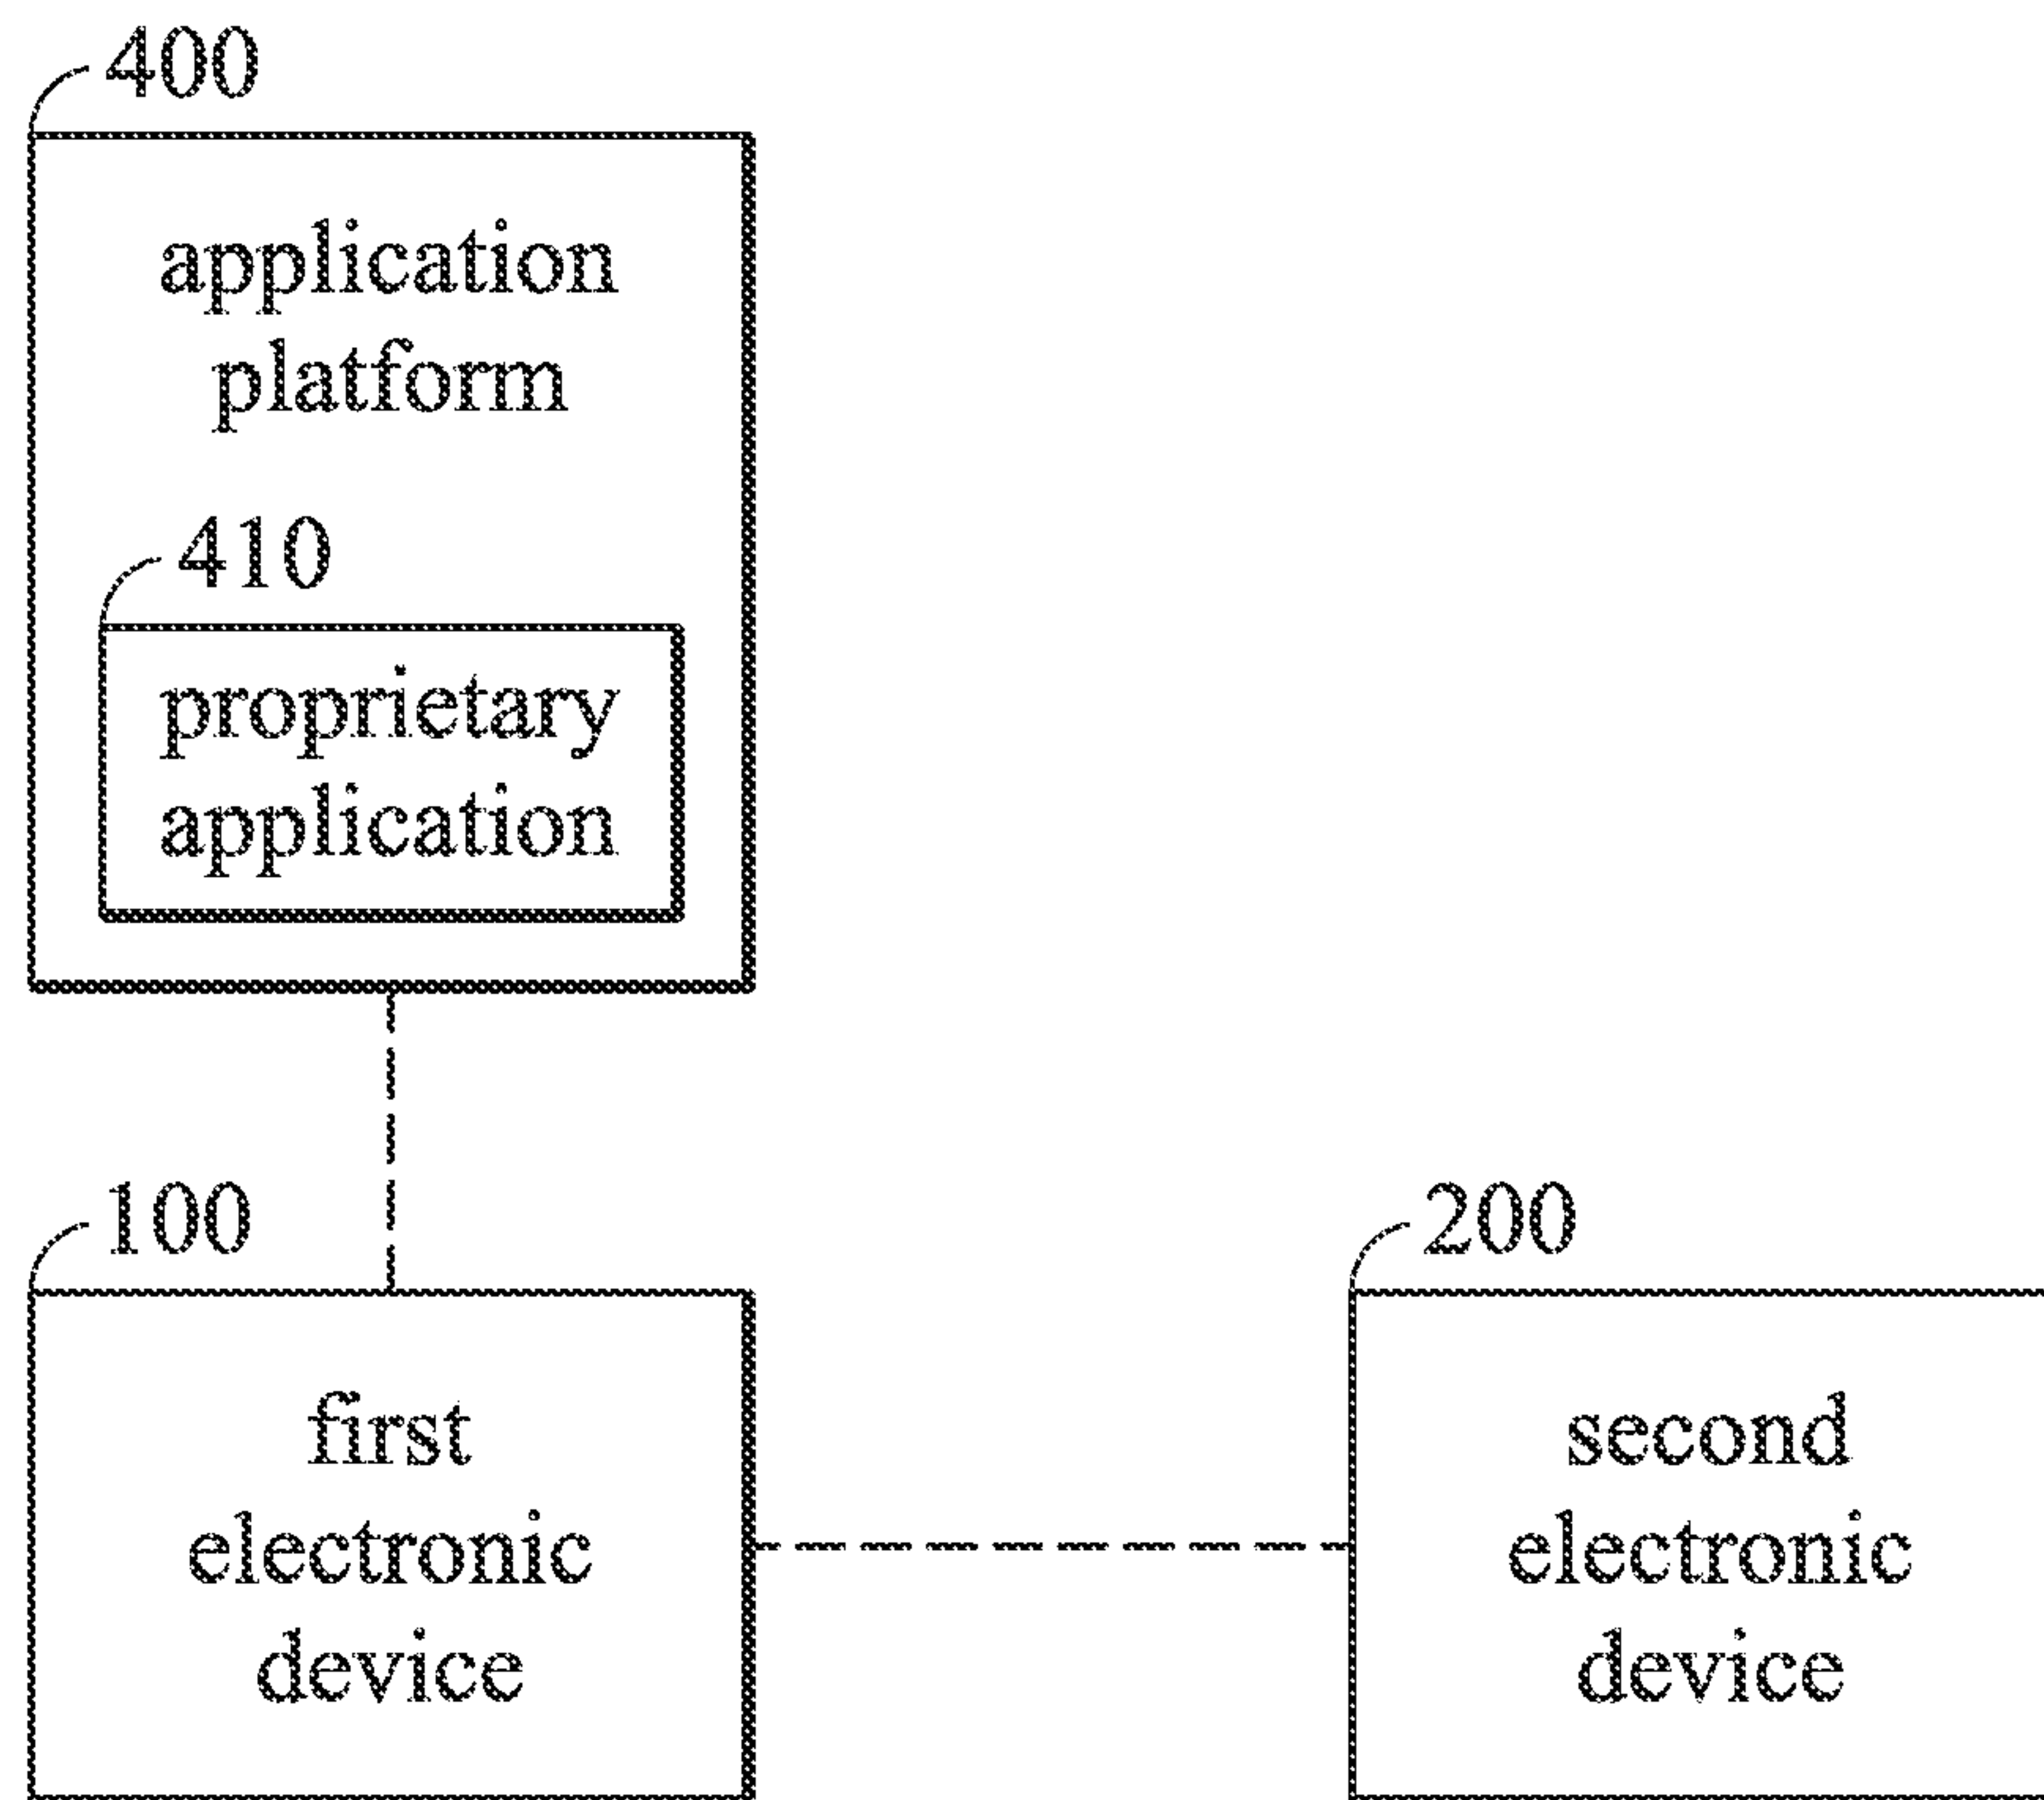 400
application
platform
410
proprietary
application
100
first
electronic
device
200
second
electronic
device